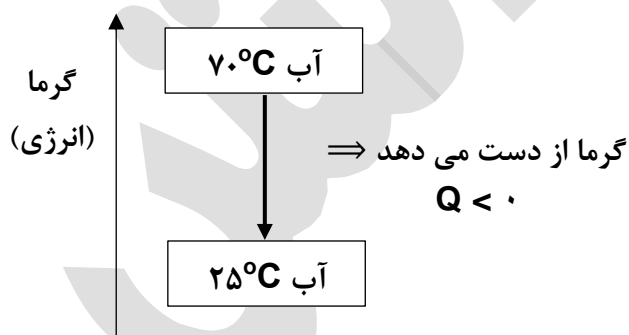 آب ۷۰°C
گرما
(انرژی)
گرما از دست می دهد ⟹
Q < ۰
آب ۲۵°C